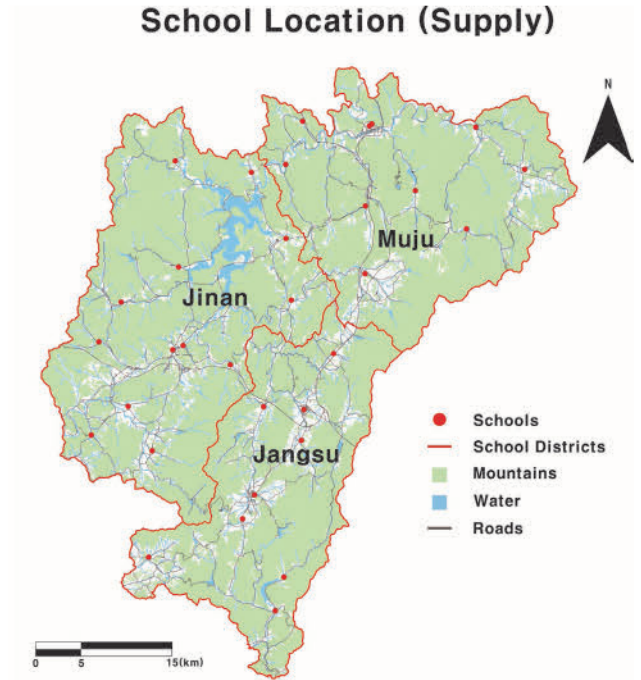 School Location (Supply)
N
Muju
Jinan
Jangsu
Schools
School Districts
Mountains
Water
Roads
0 5 15(km)